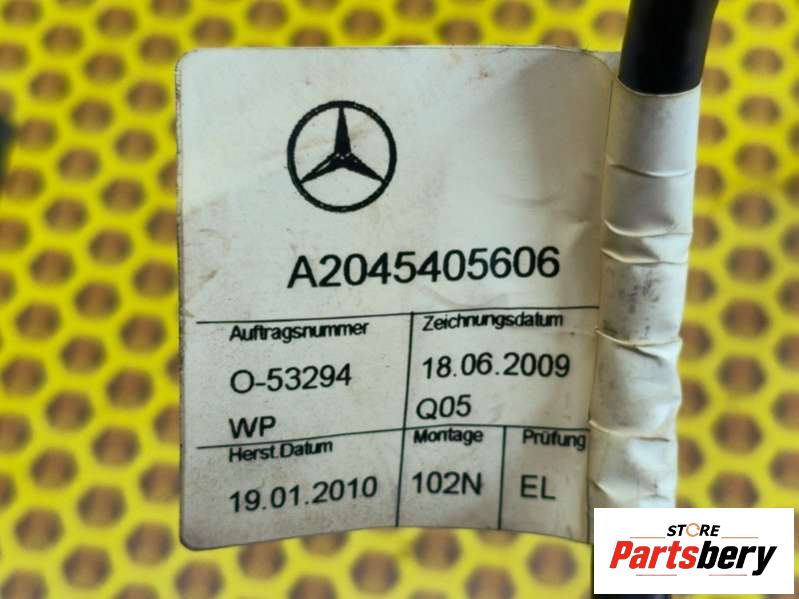 A2045405606
Auftragsnummer
Zeichnungsdatum
O-53294
18.06.2009
WP
Q05
Herst.Datum
Montage
Prüfung
19.01.2010
102N
EL
STORE
Partsbery